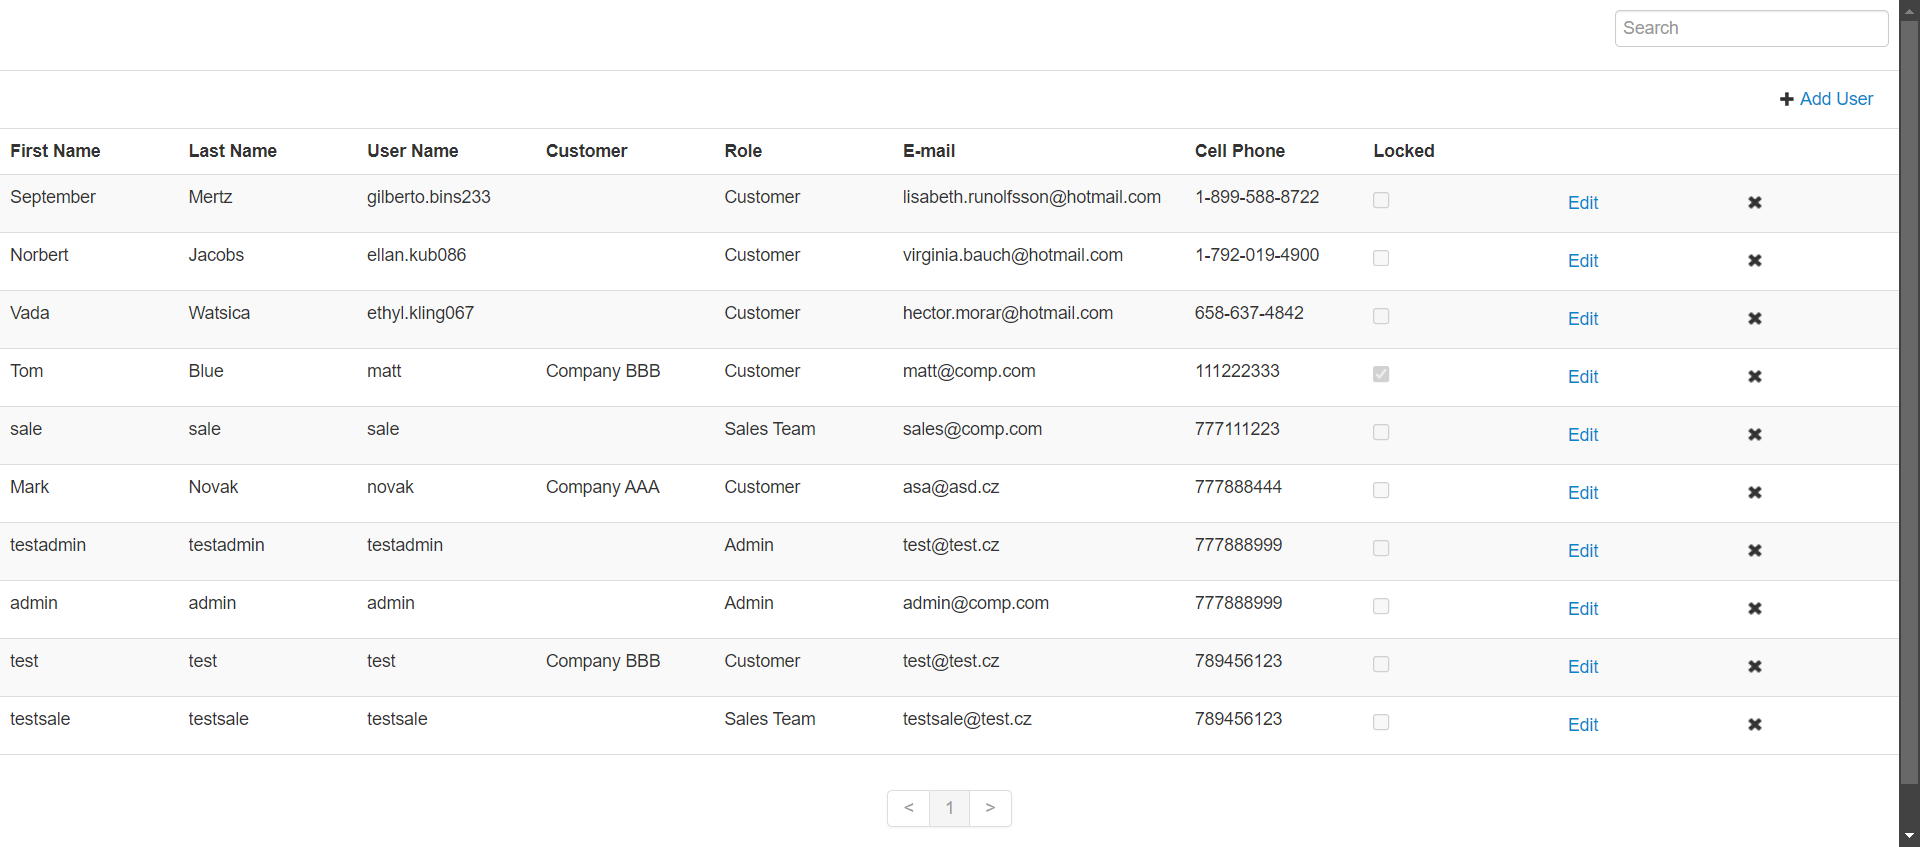 Search
Add User
First Name Last Name User Name Customer Role E-mail Cell Phone Locked
September Mertz gilberto.bins233 Customer lisabeth.runolfsson@hotmail.com 1-899-588-8722 Edit
Norbert Jacobs ellan.kub086 Customer virginia.bauch@hotmail.com 1-792-019-4900 Edit
Vada Watsica ethyl.kling067 Customer hector.morar@hotmail.com 658-637-4842 Edit
Tom Blue matt Company BBB Customer matt@comp.com 111222333 Edit
sale sale sale Sales Team sales@comp.com 777111223 Edit
Mark Novak novak Company AAA Customer asa@asd.cz 777888444 Edit
testadmin testadmin testadmin Admin test@test.cz 777888999 Edit
admin admin admin Admin admin@comp.com 777888999 Edit
test test test Company BBB Customer test@test.cz 789456123 Edit
testsale testsale testsale Sales Team testsale@test.cz 789456123 Edit
< 1 >